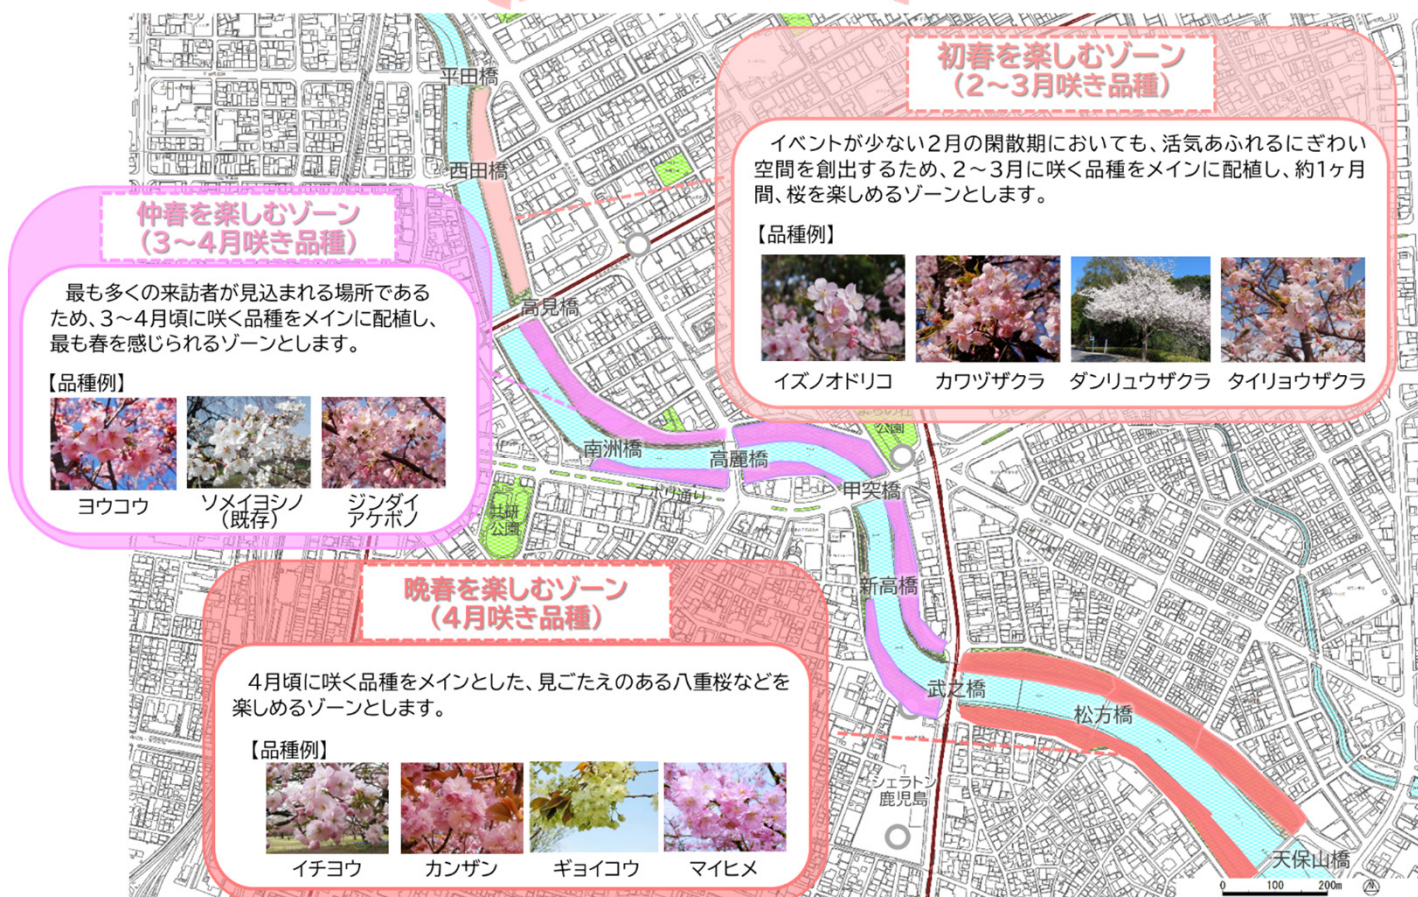 初春を楽しむゾーン
(2～3月咲き品種)
イベントが少ない2月の閑散期においても、活気あふれるにぎわい
空間を創出するため、2～3月に咲く品種をメインに配植し、約1ヶ月
間、桜を楽しめるゾーンとします。
【品種例】
イズノオドリコ
カワヅザクラ
ダンリュウザクラ
タイリョウザクラ
仲春を楽しむゾーン
(3～4月咲き品種)
最も多くの来訪者が見込まれる場所である
ため、3～4月頃に咲く品種をメインに配植し、
最も春を感じられるゾーンとします。
【品種例】
ヨウコウ
ソメイヨシノ
(既存)
ジンダイ
アケボノ
晩春を楽しむゾーン
(4月咲き品種)
4月頃に咲く品種をメインとした、見ごたえのある八重桜などを
楽しめるゾーンとします。
【品種例】
イチヨウ
カンザン
ギョイコウ
マイヒメ
平田橋
西田橋
高見橋
南洲橋
高麗橋
ナポリ通り
共研
公園
公園
甲突橋
新高橋
武之橋
松方橋
シェラトン
鹿児島
天保山橋
0 100 200m